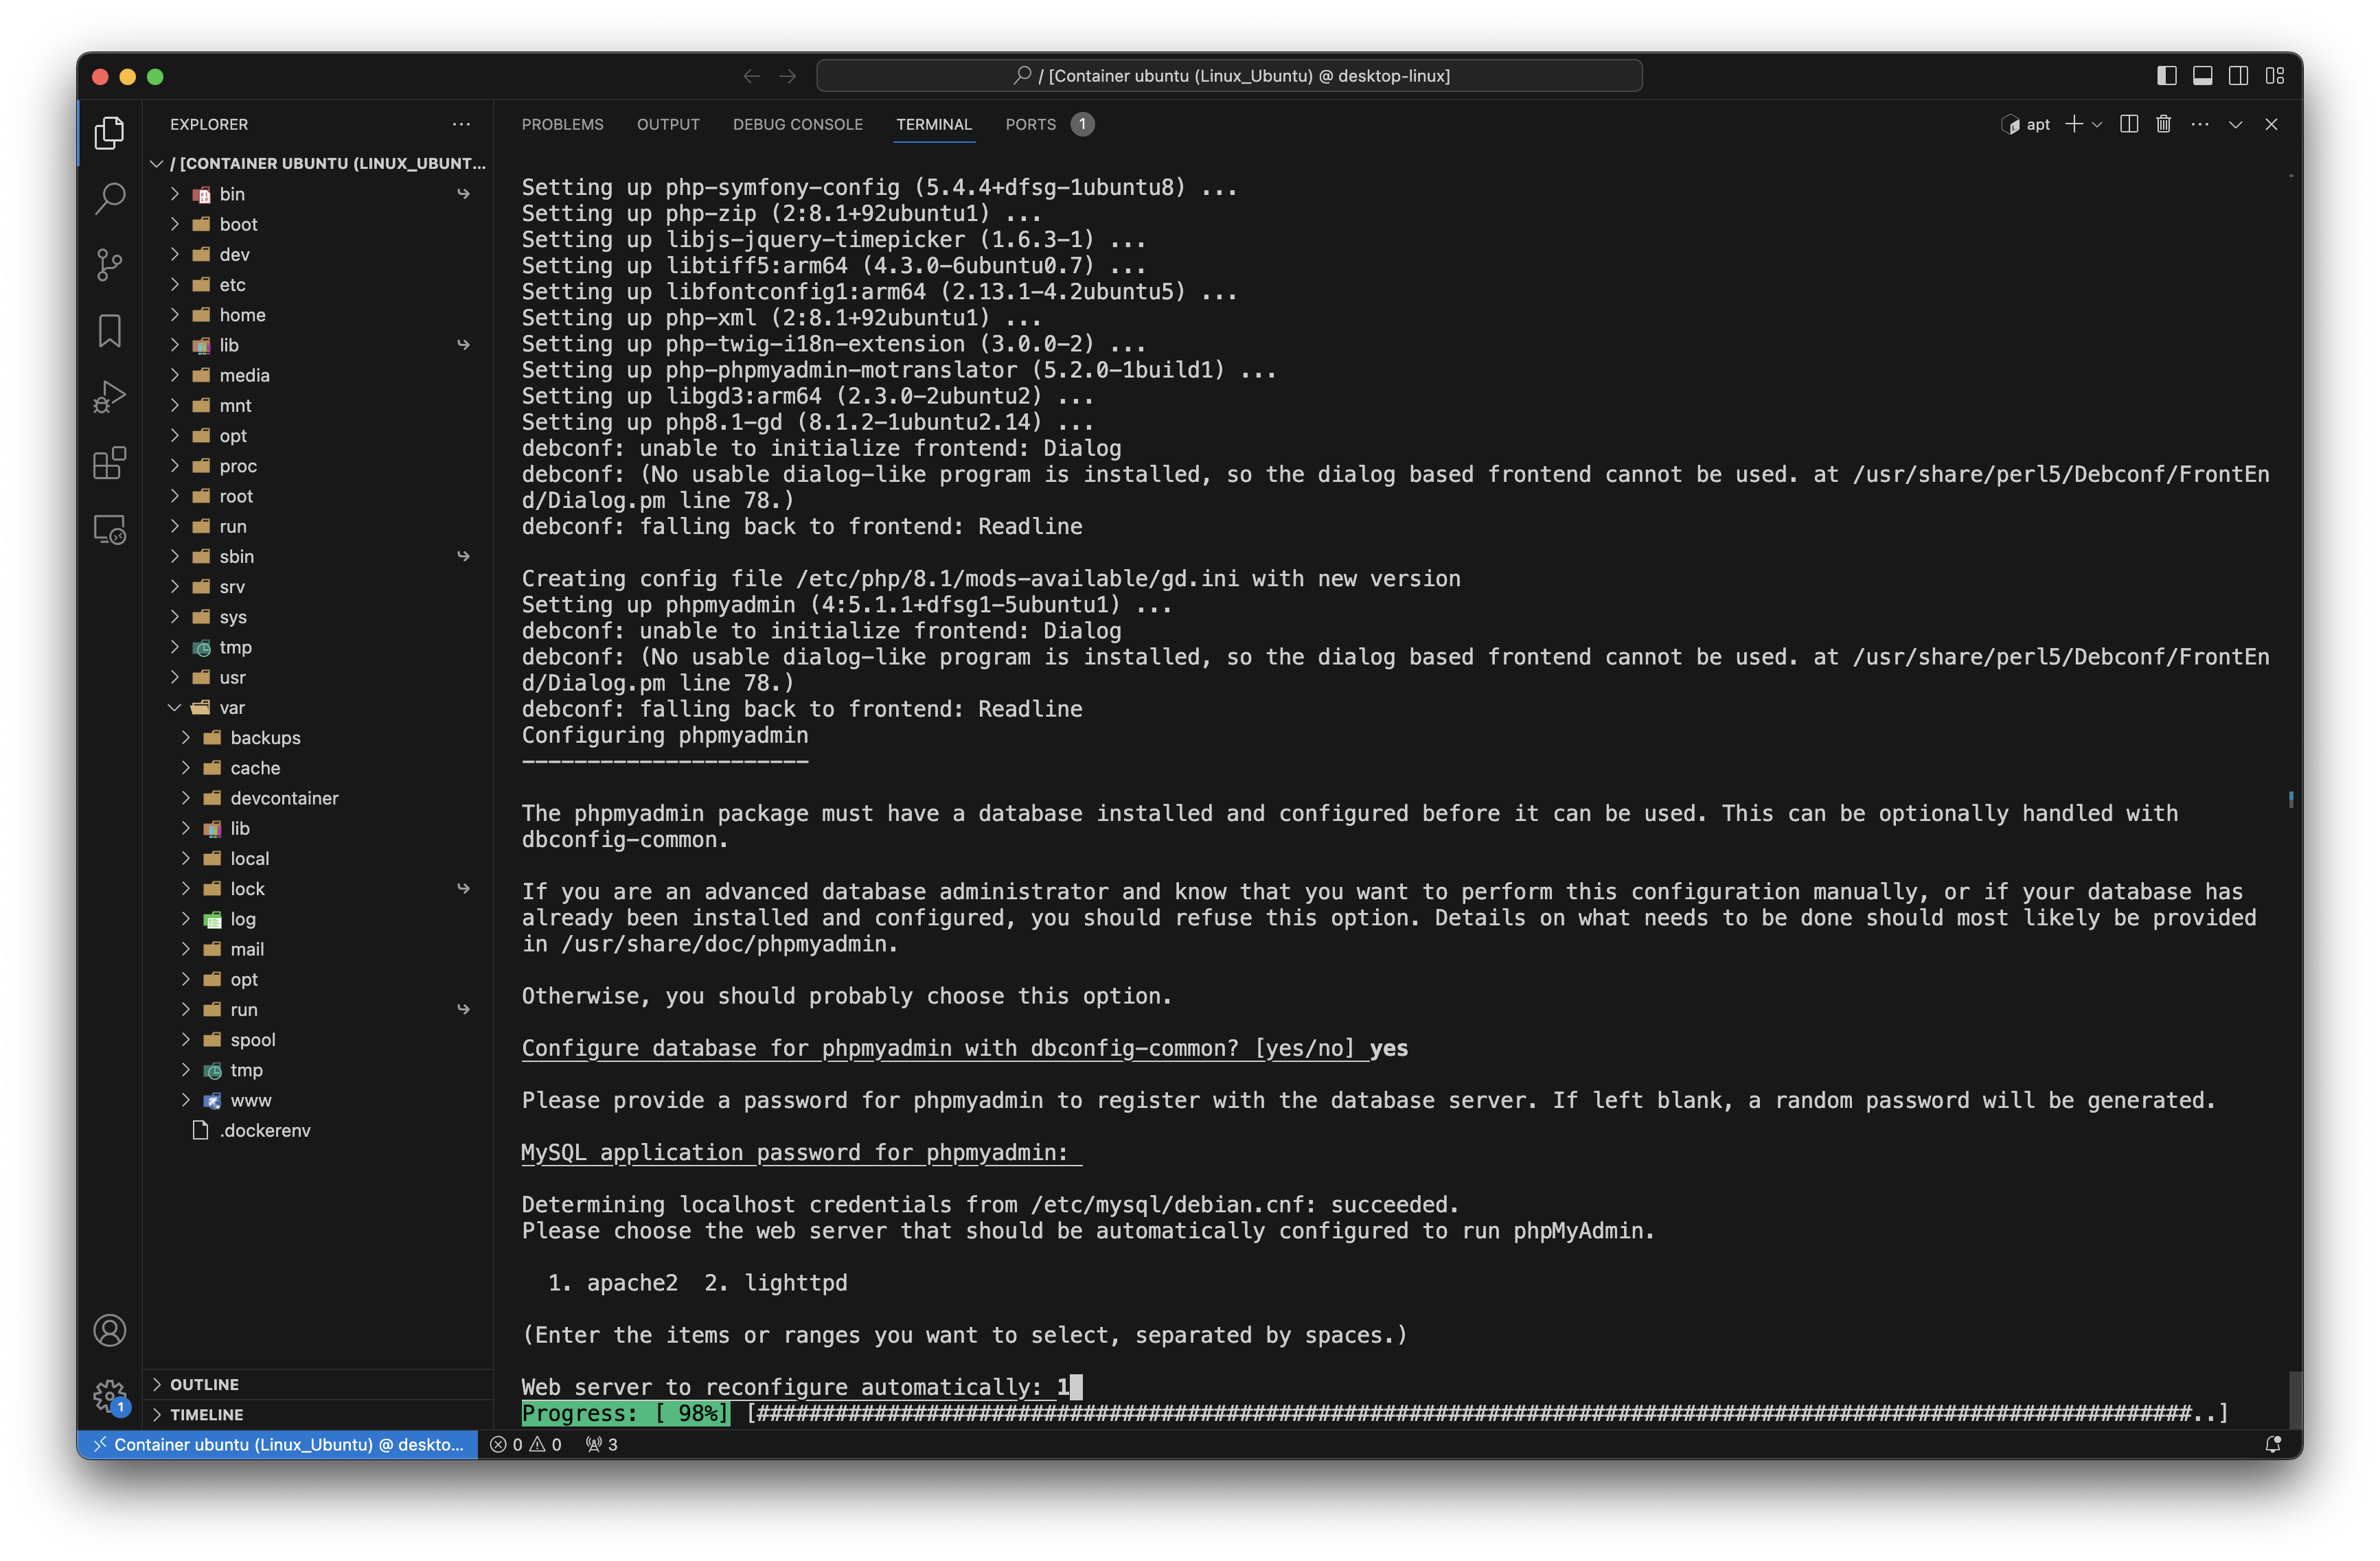 / [Container ubuntu (Linux_Ubuntu) @ desktop-linux]
EXPLORER
/ [CONTAINER UBUNTU (LINUX_UBUNT...
bin
boot
dev
etc
home
lib
media
mnt
opt
proc
root
run
sbin
srv
sys
tmp
usr
var
backups
cache
devcontainer
lib
local
lock
log
mail
opt
run
spool
tmp
www
.dockerenv
OUTLINE
TIMELINE
PROBLEMS OUTPUT DEBUG CONSOLE TERMINAL PORTS 1
apt
Setting up php-symfony-config (5.4.4+dfsg-1ubuntu8) ...
Setting up php-zip (2:8.1+92ubuntu1) ...
Setting up libjs-jquery-timepicker (1.6.3-1) ...
Setting up libtiff5:arm64 (4.3.0-6ubuntu0.7) ...
Setting up libfontconfig1:arm64 (2.13.1-4.2ubuntu5) ...
Setting up php-xml (2:8.1+92ubuntu1) ...
Setting up php-twig-i18n-extension (3.0.0-2) ...
Setting up php-phpmyadmin-motranslator (5.2.0-1build1) ...
Setting up libgd3:arm64 (2.3.0-2ubuntu2) ...
Setting up php8.1-gd (8.1.2-1ubuntu2.14) ...
debconf: unable to initialize frontend: Dialog
debconf: (No usable dialog-like program is installed, so the dialog based frontend cannot be used. at /usr/share/perl5/Debconf/FrontEn
d/Dialog.pm line 78.)
debconf: falling back to frontend: Readline
Creating config file /etc/php/8.1/mods-available/gd.ini with new version
Setting up phpmyadmin (4:5.1.1+dfsg1-5ubuntu1) ...
debconf: unable to initialize frontend: Dialog
debconf: (No usable dialog-like program is installed, so the dialog based frontend cannot be used. at /usr/share/perl5/Debconf/FrontEn
d/Dialog.pm line 78.)
debconf: falling back to frontend: Readline
Configuring phpmyadmin
----------------------
The phpmyadmin package must have a database installed and configured before it can be used. This can be optionally handled with
dbconfig-common.
If you are an advanced database administrator and know that you want to perform this configuration manually, or if your database has
already been installed and configured, you should refuse this option. Details on what needs to be done should most likely be provided
in /usr/share/doc/phpmyadmin.
Otherwise, you should probably choose this option.
Configure database for phpmyadmin with dbconfig-common? [yes/no] yes
Please provide a password for phpmyadmin to register with the database server. If left blank, a random password will be generated.
MySQL application password for phpmyadmin:
Determining localhost credentials from /etc/mysql/debian.cnf: succeeded.
Please choose the web server that should be automatically configured to run phpMyAdmin.
1. apache2  2. lighttpd
(Enter the items or ranges you want to select, separated by spaces.)
Web server to reconfigure automatically: 1
Progress: [ 98%] [##############################################################################################################..]
1
Container ubuntu (Linux_Ubuntu) @ deskto... 0 0 3